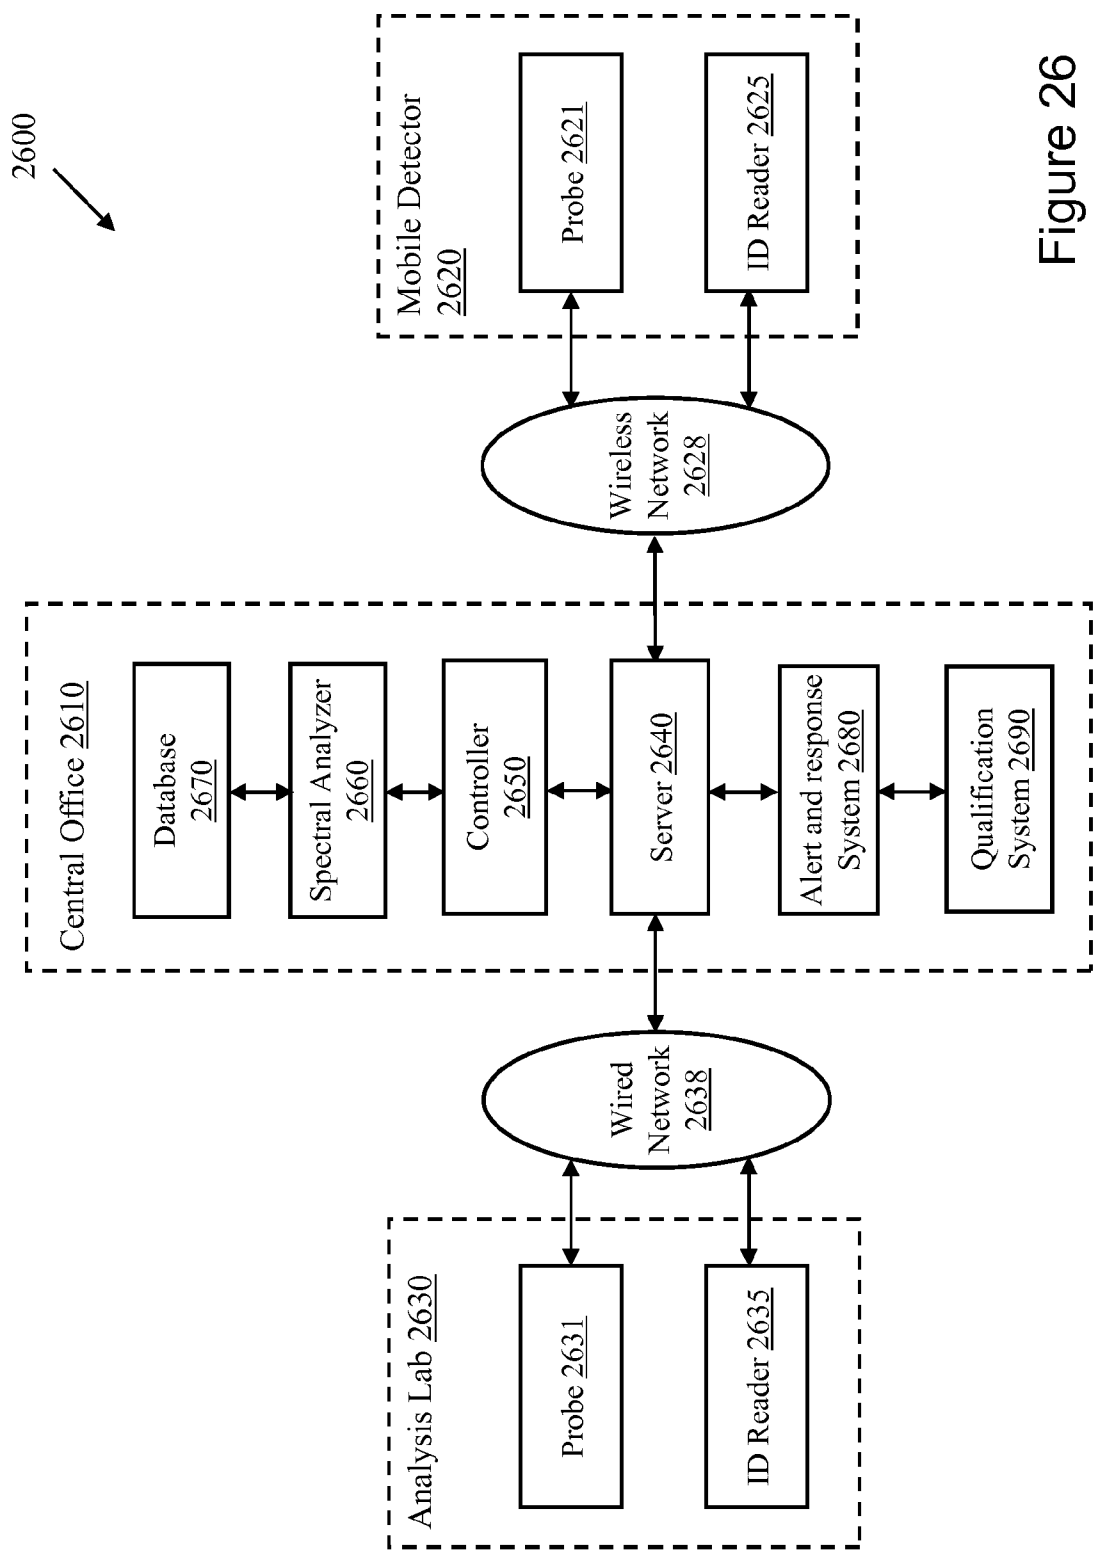 2600
Analysis Lab 2630
Probe 2631
ID Reader 2635
Wired
Network
2638
Central Office 2610
Database
2670
Spectral Analyzer
2660
Controller
2650
Server 2640
Alert and response
System 2680
Qualification
System 2690
Wireless
Network
2628
Mobile Detector
2620
Probe 2621
ID Reader 2625
Figure 26